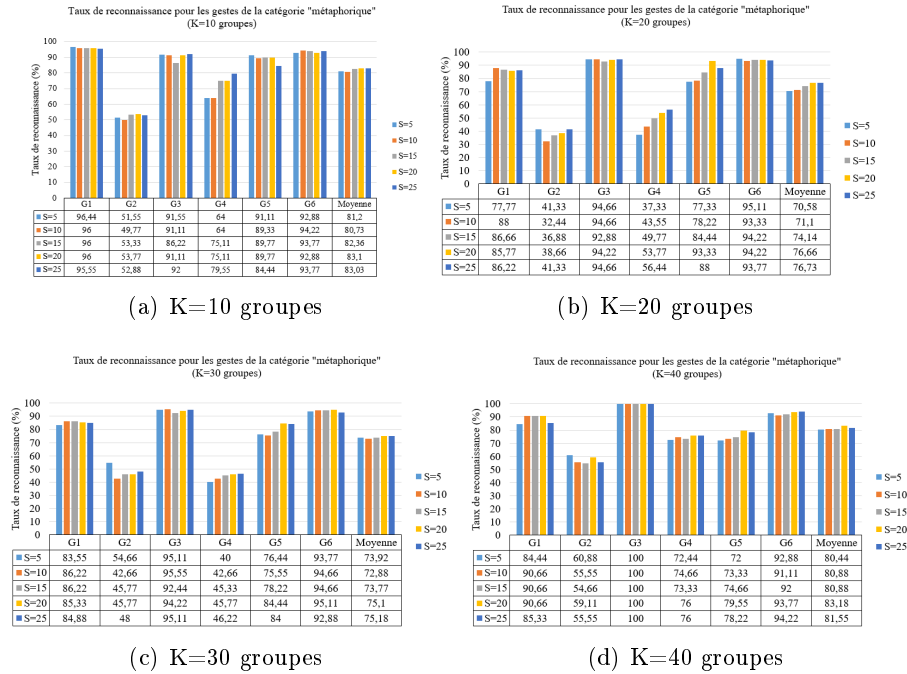 Taux de reconnaissance pour les gestes de la catégorie "métaphorique"
(K=10 groupes)
Taux de reconnaissance (%)
100
90
80
70
60
50
40
30
20
10
0
G1 G2 G3 G4 G5 G6 Moyenne
S=5 96,44 51,55 91,55 64 91,11 92,88 81,2
S=10 96 49,77 91,11 64 89,33 94,22 80,73
S=15 96 53,33 86,22 75,11 89,77 93,77 82,36
S=20 96 53,77 91,11 75,11 89,77 92,88 83,1
S=25 95,55 52,88 92 79,55 84,44 93,77 83,03
S=5
S=10
S=15
S=20
S=25
(a) K=10 groupes
Taux de reconnaissance pour les gestes de la catégorie "métaphorique"
(K=20 groupes)
Taux de reconnaissance (%)
100
90
80
70
60
50
40
30
20
10
0
G1 G2 G3 G4 G5 G6 Moyenne
S=5 77,77 41,33 94,66 37,33 77,33 95,11 70,58
S=10 88 32,44 94,66 43,55 78,22 93,33 71,1
S=15 86,66 36,88 92,88 49,77 84,44 94,22 74,14
S=20 85,77 38,66 94,22 53,77 93,33 94,22 76,66
S=25 86,22 41,33 94,66 56,44 88 93,77 76,73
S=5
S=10
S=15
S=20
S=25
(b) K=20 groupes
Taux de reconnaissance pour les gestes de la catégorie "métaphorique"
(K=30 groupes)
Taux de reconnaissance (%)
100
90
80
70
60
50
40
30
20
10
0
G1 G2 G3 G4 G5 G6 Moyenne
S=5 83,55 54,66 95,11 40 76,44 93,77 73,92
S=10 86,22 42,66 95,55 42,66 75,55 94,66 72,88
S=15 86,22 45,77 92,44 45,33 78,22 94,66 73,77
S=20 85,33 45,77 94,22 45,77 84,44 95,11 75,1
S=25 84,88 48 95,11 46,22 84 92,88 75,18
S=5
S=10
S=15
S=20
S=25
(c) K=30 groupes
Taux de reconnaissance pour les gestes de la catégorie "métaphorique"
(K=40 groupes)
Taux de reconnaissance (%)
100
90
80
70
60
50
40
30
20
10
0
G1 G2 G3 G4 G5 G6 Moyenne
S=5 84,44 60,88 100 72,44 72 92,88 80,44
S=10 90,66 55,55 100 74,66 73,33 91,11 80,88
S=15 90,66 54,66 100 73,33 74,66 92 80,88
S=20 90,66 59,11 100 76 79,55 93,77 83,18
S=25 85,33 55,55 100 76 78,22 94,22 81,55
S=5
S=10
S=15
S=20
S=25
(d) K=40 groupes